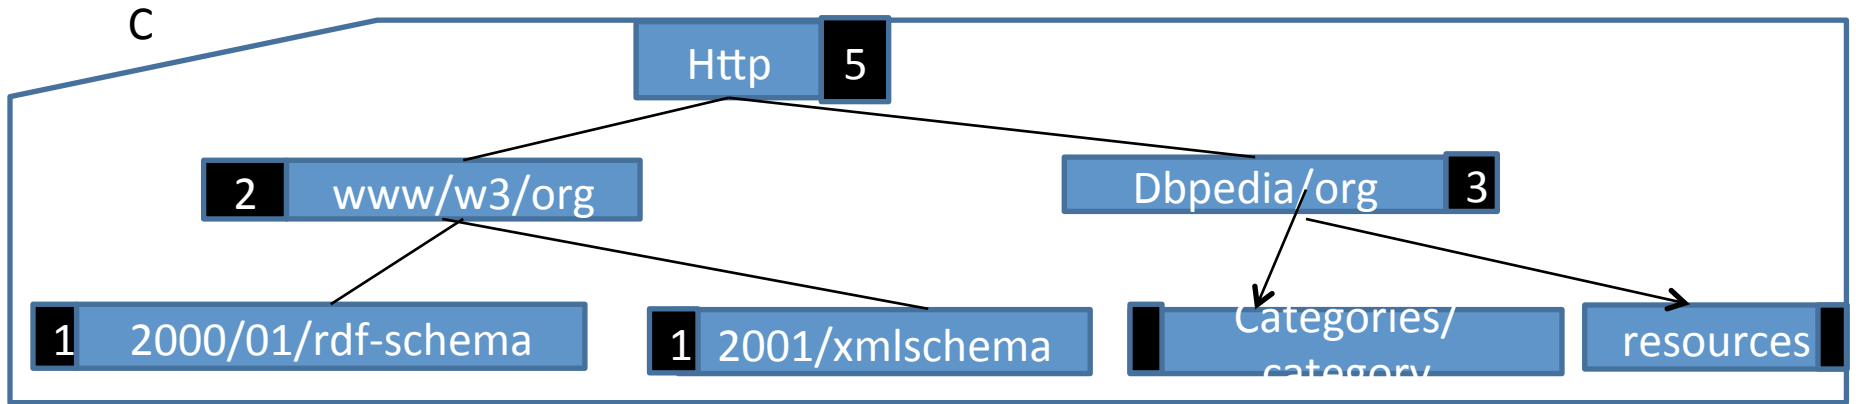 C
Http 5
2 www/w3/org
Dbpedia/org 3
1 2000/01/rdf-schema
1 2001/xmlschema
Categories/
category
resources